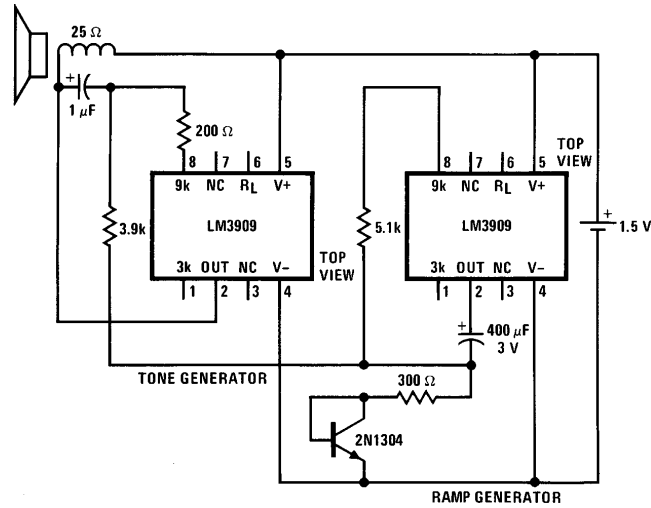 25 Ω
+
1 μF
200 Ω
8 7 6 5
9k NC RL V+
LM3909
3k OUT NC V−
1 2 3 4
TOP
VIEW
3.9k
5.1k
8 7 6 5
9k NC RL V+
LM3909
3k OUT NC V−
1 2 3 4
TOP
VIEW
+
1.5 V
+
400 μF
3 V
TONE GENERATOR
300 Ω
2N1304
RAMP GENERATOR